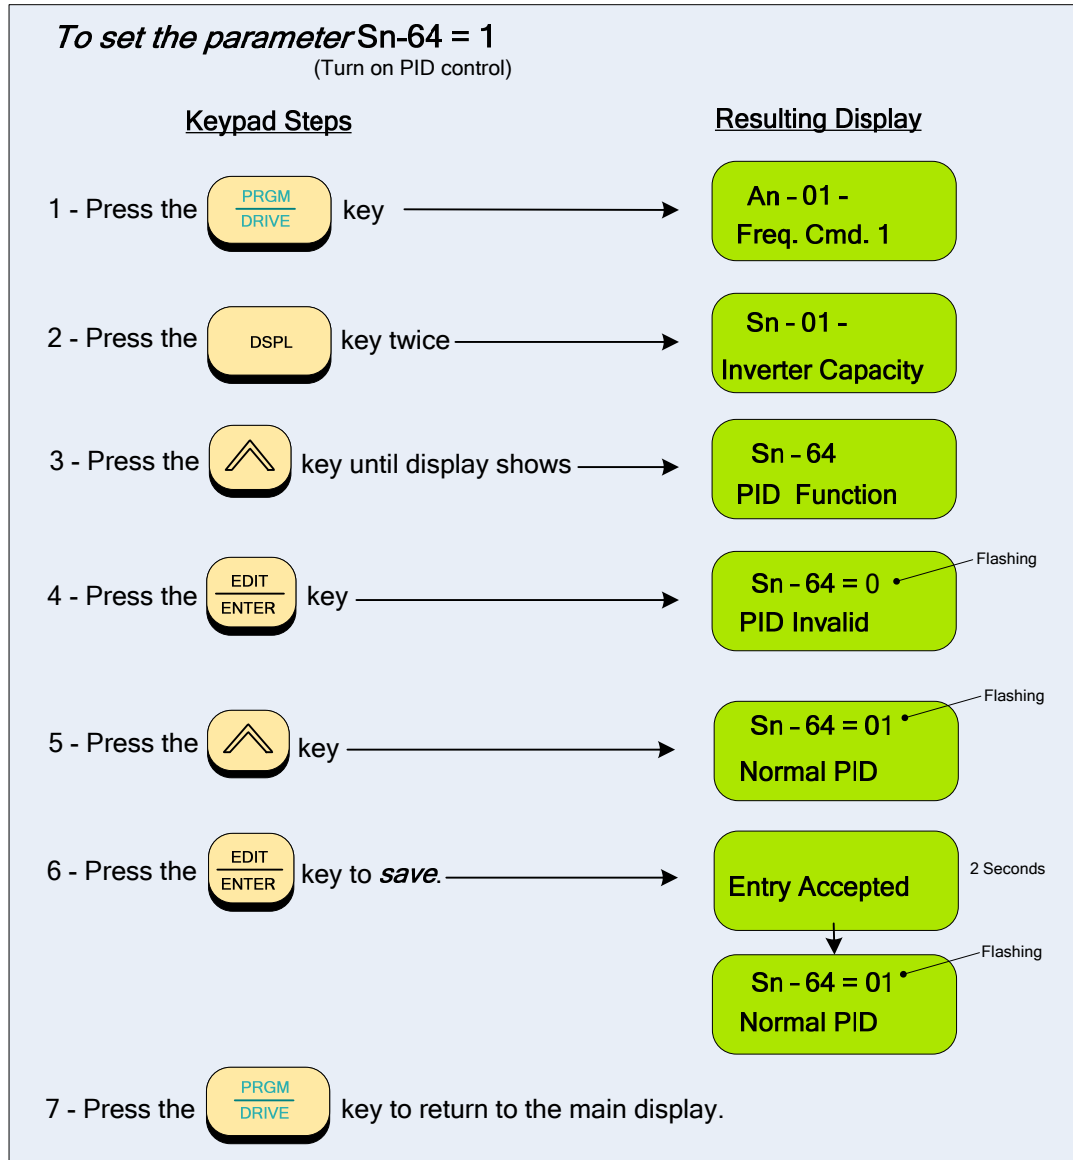 To set the parameter Sn-64 = 1
(Turn on PID control)
Keypad Steps
Resulting Display
1 - Press the PRGM DRIVE key
An - 01 -
Freq. Cmd. 1
2 - Press the DSPL key twice
Sn - 01 -
Inverter Capacity
3 - Press the key until display shows
Sn - 64
PID Function
4 - Press the EDIT ENTER key
Sn - 64 = 0
PID Invalid
Flashing
5 - Press the key
Sn - 64 = 01
Normal PID
Flashing
6 - Press the EDIT ENTER key to save.
Entry Accepted
2 Seconds
Sn - 64 = 01
Normal PID
Flashing
7 - Press the PRGM DRIVE key to return to the main display.